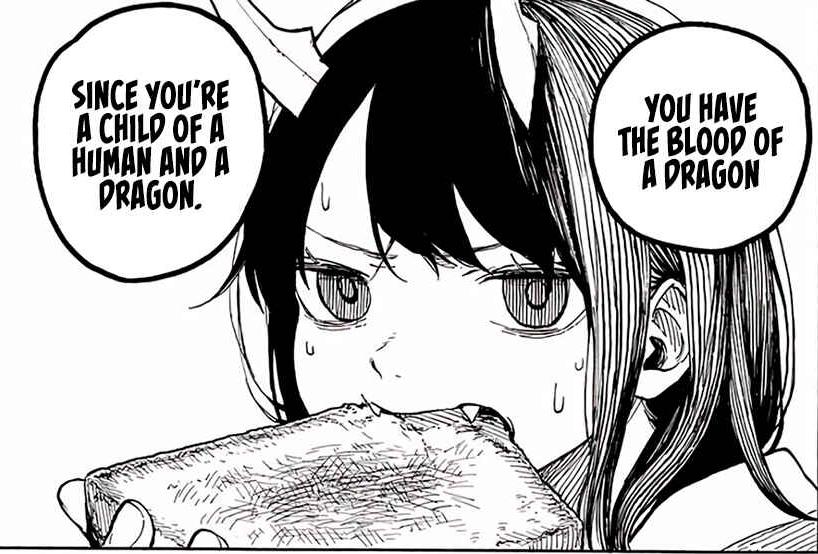 YOU HAVE
THE BLOOD OF
A DRAGON
SINCE YOU'RE
A CHILD OF A
HUMAN AND A
DRAGON.